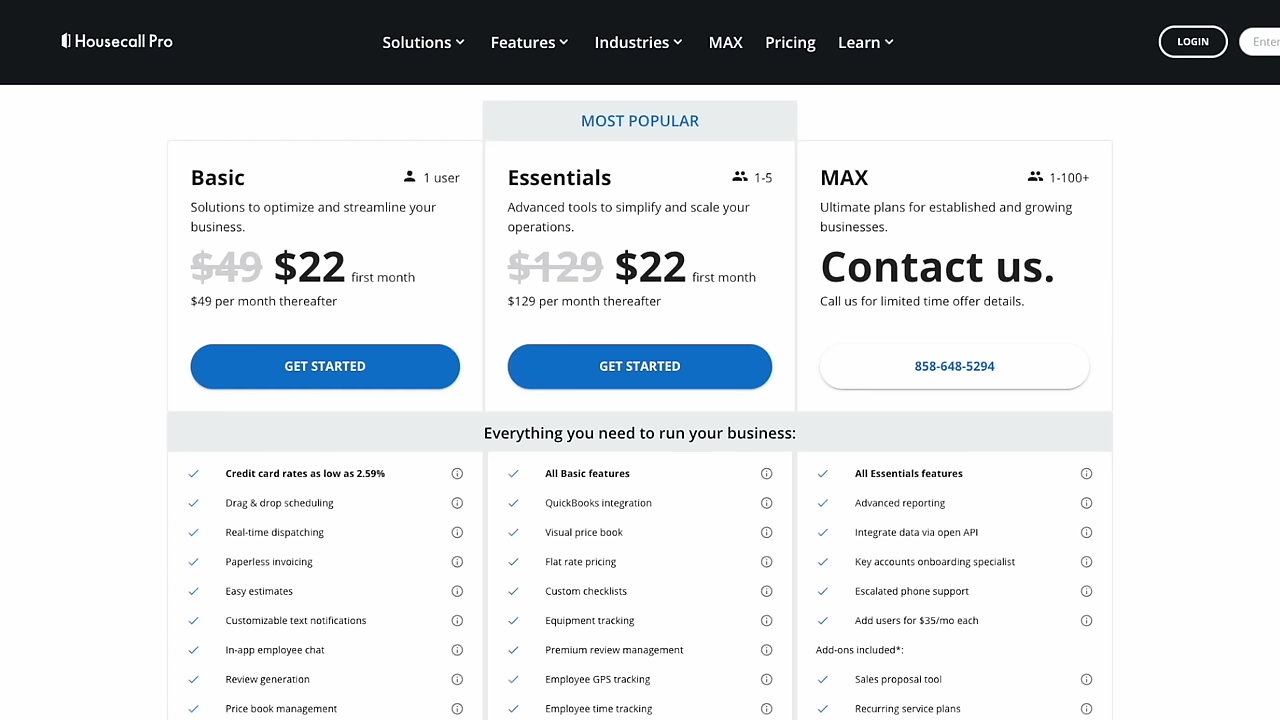 Housecall Pro
Solutions
Features
Industries
MAX
Pricing
Learn
LOGIN
Enter
MOST POPULAR
Basic
1 user
Solutions to optimize and streamline your
business.
$49 $22 first month
$49 per month thereafter
GET STARTED
Essentials
1-5
Advanced tools to simplify and scale your
operations.
$129 $22 first month
$129 per month thereafter
GET STARTED
MAX
1-100+
Ultimate plans for established and growing
businesses.
Contact us.
Call us for limited time offer details.
858-648-5294
Everything you need to run your business:
Credit card rates as low as 2.59%
Drag & drop scheduling
Real-time dispatching
Paperless invoicing
Easy estimates
Customizable text notifications
In-app employee chat
Review generation
Price book management
All Basic features
QuickBooks integration
Visual price book
Flat rate pricing
Custom checklists
Equipment tracking
Premium review management
Employee GPS tracking
Employee time tracking
All Essentials features
Advanced reporting
Integrate data via open API
Key accounts onboarding specialist
Escalated phone support
Add users for $35/mo each
Add-ons included*:
Sales proposal tool
Recurring service plans